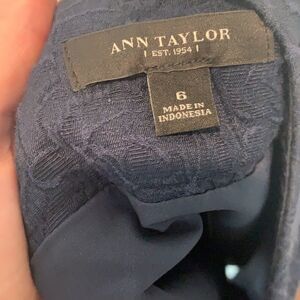 ANN TAYLOR
EST. 1954
6
MADE IN
INDONESIA